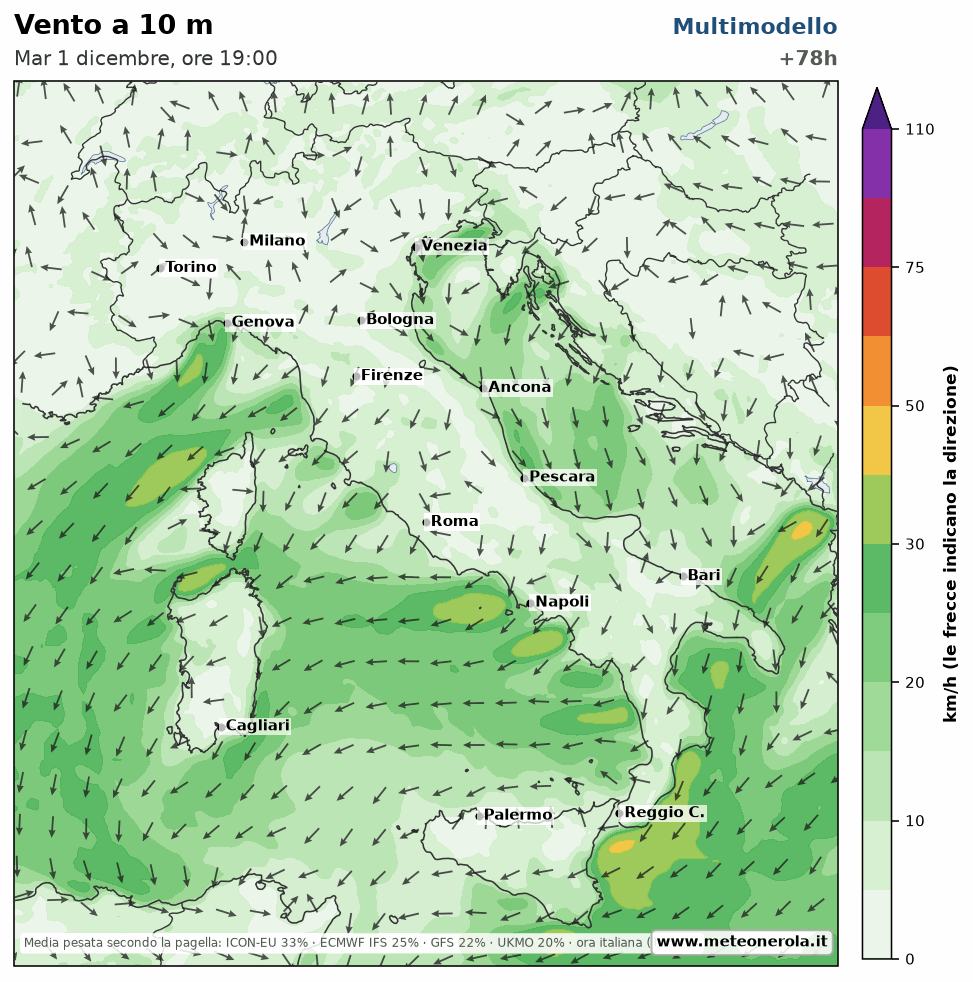 Vento a 10 m
Multimodello
Mar 1 dicembre, ore 19:00
+78h
110
75
50
30
20
10
0
km/h (le frecce indicano la direzione)
Milano
Venezia
Torino
Genova
Bologna
Firenze
Ancona
Pescara
Roma
Bari
Napoli
Cagliari
Palermo
Reggio C.
Media pesata secondo la pagella: ICON-EU 33% · ECMWF IFS 25% · GFS 22% · UKMO 20% · ora italiana (
www.meteonerola.it